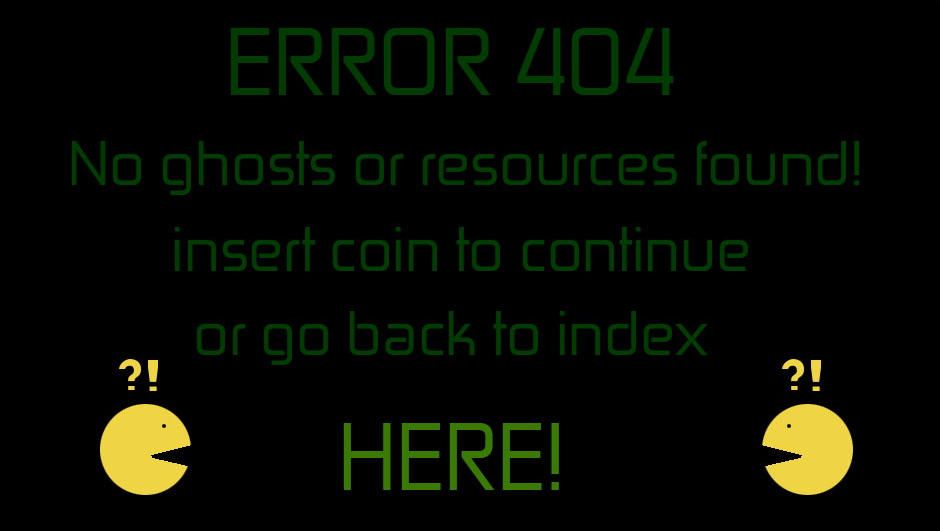 ERROR 404
No ghosts or resources found!
insert coin to continue
or go back to index
?! ?!
HERE!